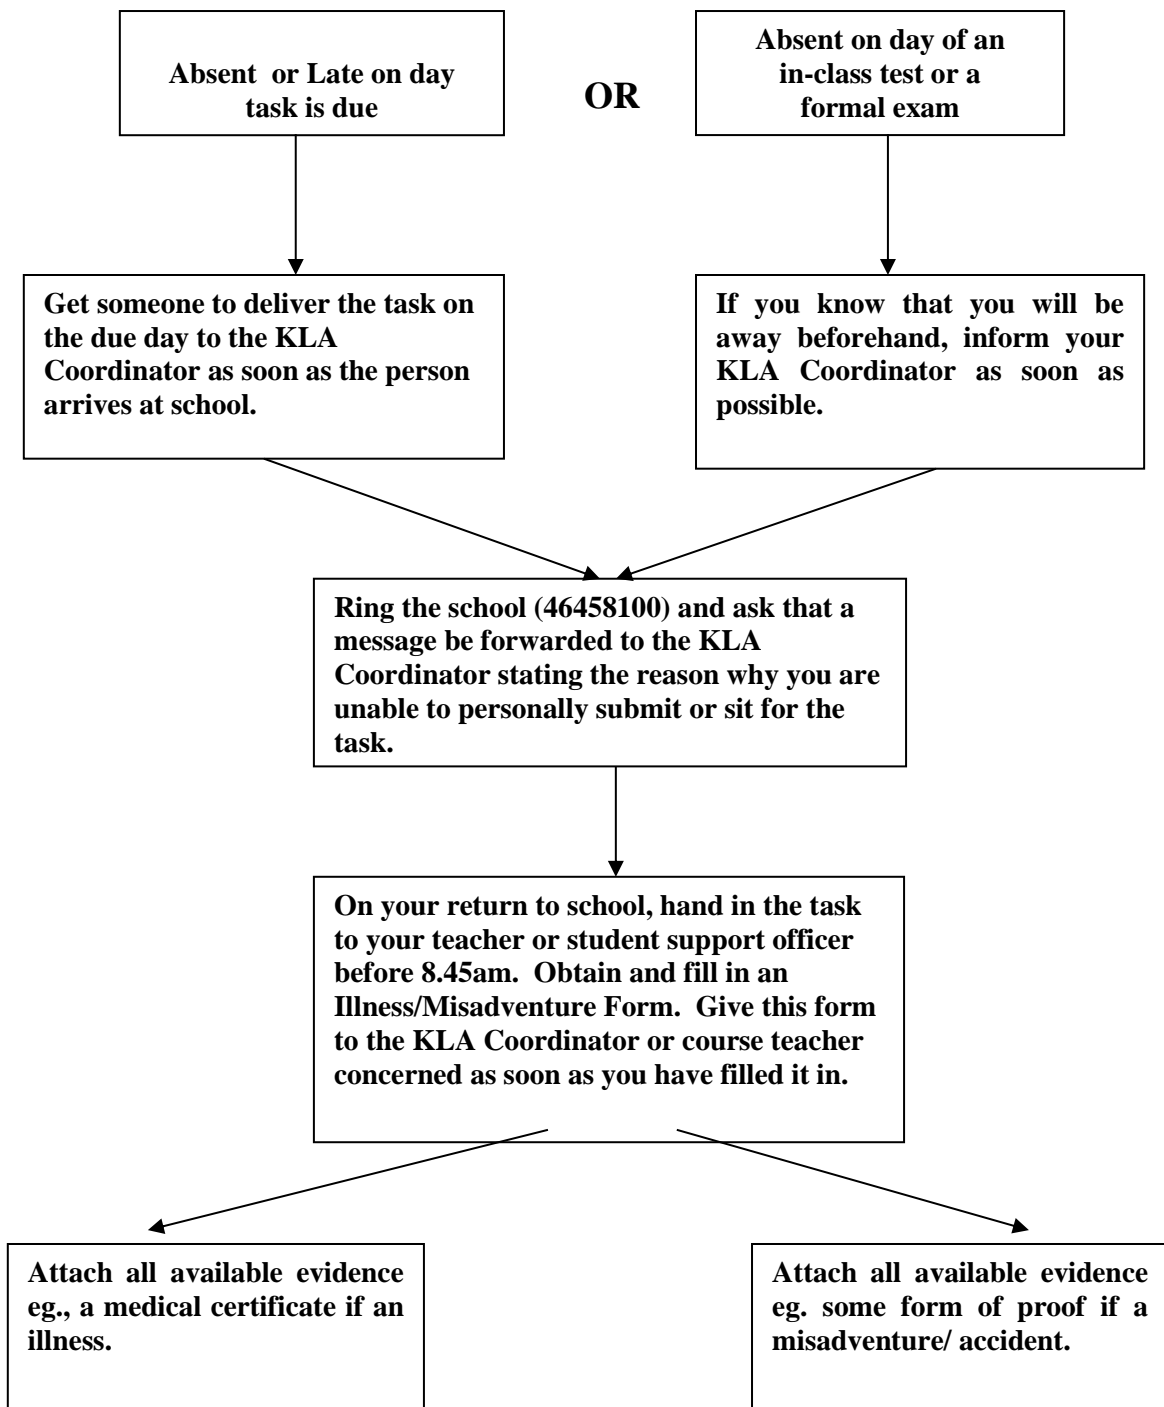 Absent or Late on day
task is due
OR
Absent on day of an
in-class test or a
formal exam
Get someone to deliver the task on
the due day to the KLA
Coordinator as soon as the person
arrives at school.
If you know that you will be
away beforehand, inform your
KLA Coordinator as soon as
possible.
Ring the school (46458100) and ask that a
message be forwarded to the KLA
Coordinator stating the reason why you are
unable to personally submit or sit for the
task.
On your return to school, hand in the task
to your teacher or student support officer
before 8.45am. Obtain and fill in an
Illness/Misadventure Form. Give this form
to the KLA Coordinator or course teacher
concerned as soon as you have filled it in.
Attach all available evidence
eg., a medical certificate if an
illness.
Attach all available evidence
eg. some form of proof if a
misadventure/ accident.